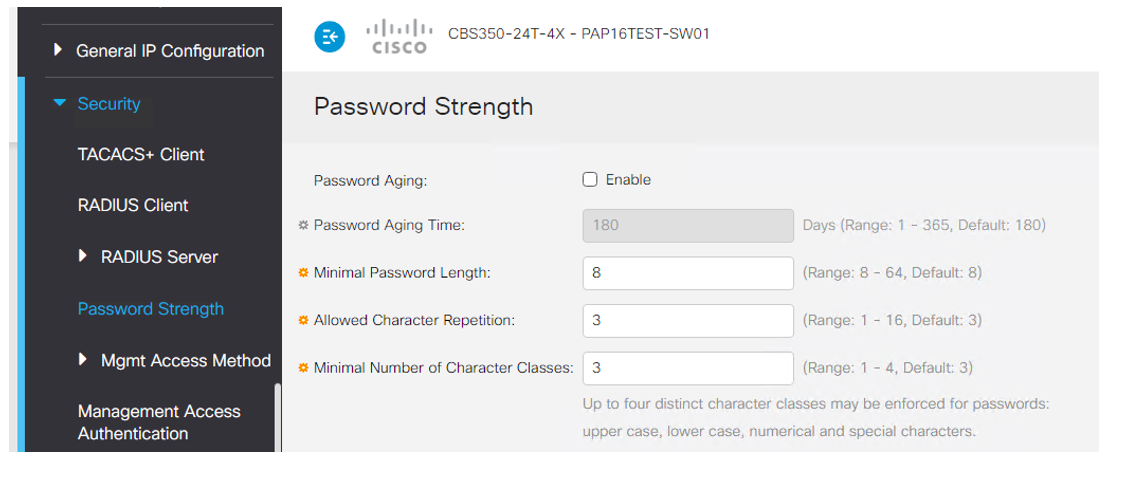 General IP Configuration
Security
TACACS+ Client
RADIUS Client
RADIUS Server
Password Strength
Mgmt Access Method
Management Access
Authentication
CISCO
CBS350-24T-4X - PAP16TEST-SW01
Password Strength
Password Aging: Enable
Password Aging Time: 180 Days (Range: 1 - 365, Default: 180)
Minimal Password Length: 8 (Range: 8 - 64, Default: 8)
Allowed Character Repetition: 3 (Range: 1 - 16, Default: 3)
Minimal Number of Character Classes: 3 (Range: 1 - 4, Default: 3)
Up to four distinct character classes may be enforced for passwords:
upper case, lower case, numerical and special characters.